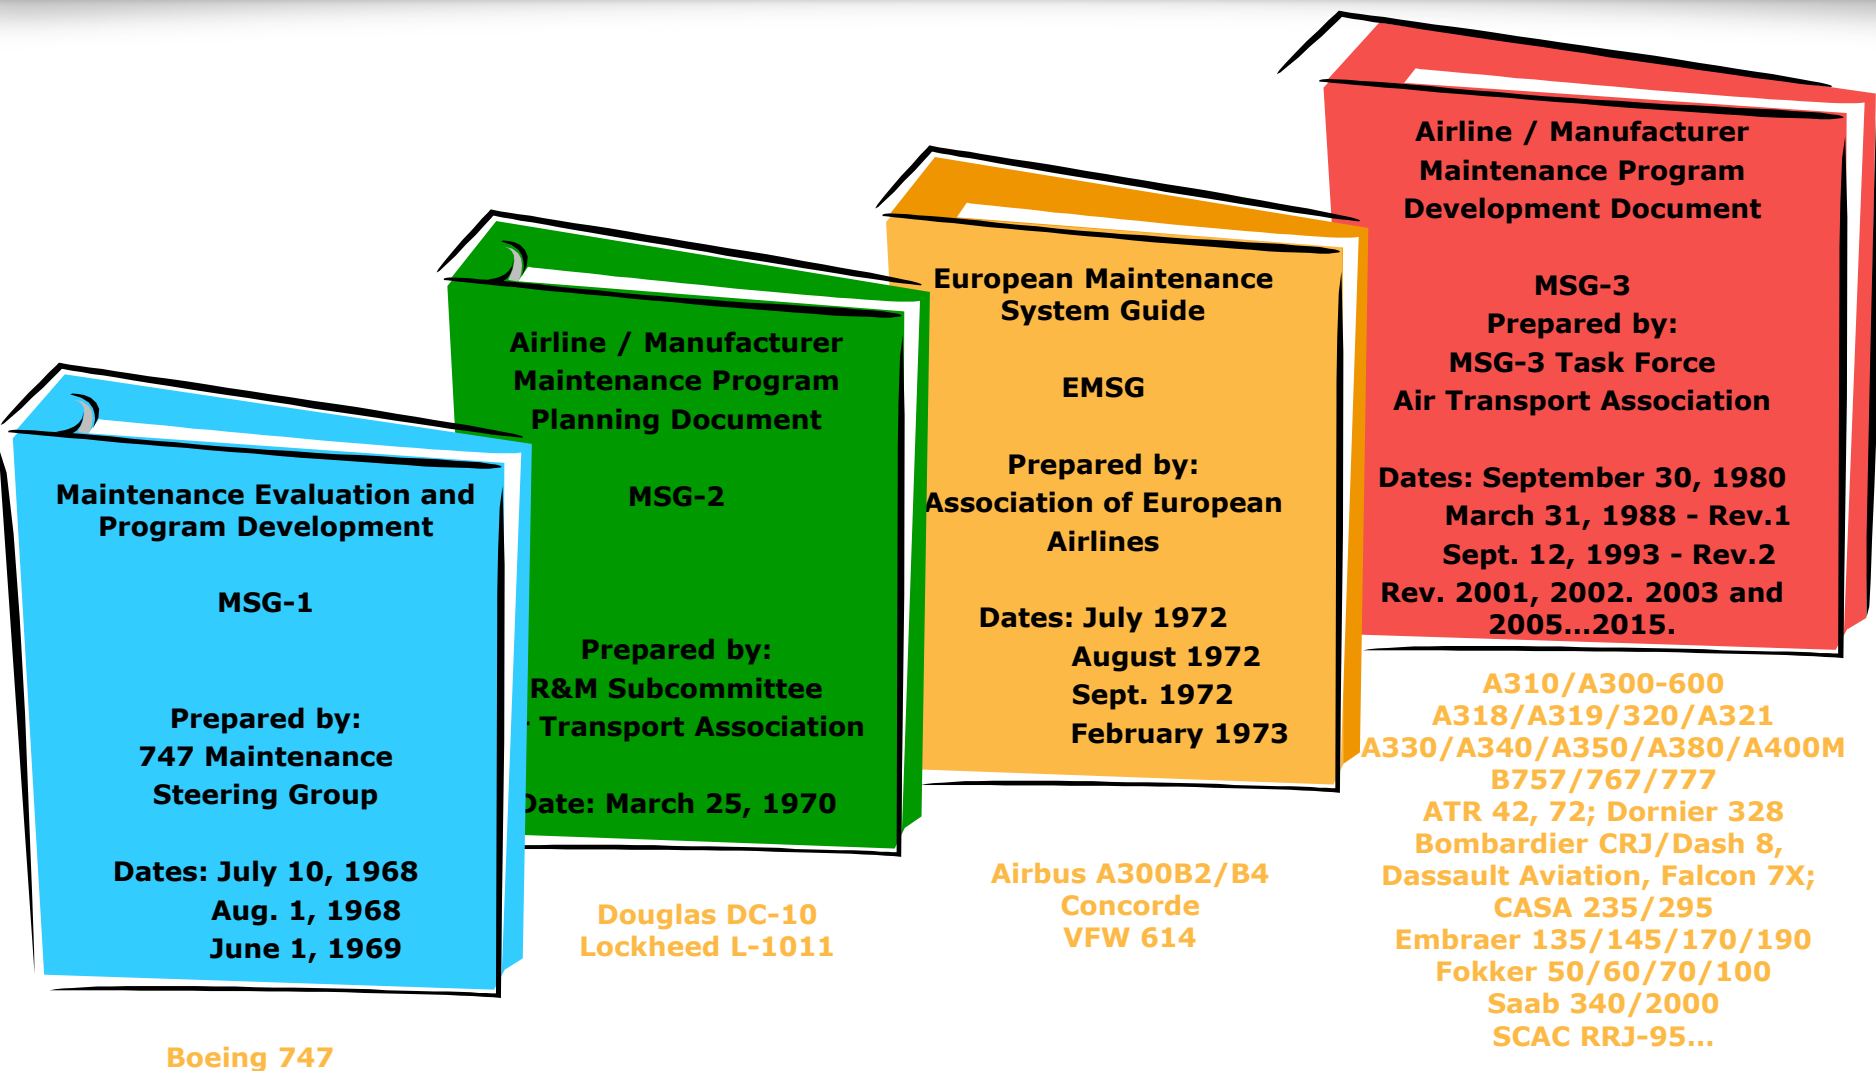 Maintenance Evaluation and
Program Development
MSG-1
Prepared by:
747 Maintenance
Steering Group
Dates: July 10, 1968
Aug. 1, 1968
June 1, 1969
Boeing 747
Airline / Manufacturer
Maintenance Program
Planning Document
MSG-2
Prepared by:
R&M Subcommittee
Transport Association
Date: March 25, 1970
Douglas DC-10
Lockheed L-1011
European Maintenance
System Guide
EMSG
Prepared by:
Association of European
Airlines
Dates: July 1972
August 1972
Sept. 1972
February 1973
Airbus A300B2/B4
Concorde
VFW 614
Airline / Manufacturer
Maintenance Program
Development Document
MSG-3
Prepared by:
MSG-3 Task Force
Air Transport Association
Dates: September 30, 1980
March 31, 1988 - Rev.1
Sept. 12, 1993 - Rev.2
Rev. 2001, 2002. 2003 and
2005...2015.
A310/A300-600
A318/A319/320/A321
A330/A340/A350/A380/A400M
B757/767/777
ATR 42, 72; Dornier 328
Bombardier CRJ/Dash 8,
Dassault Aviation, Falcon 7X;
CASA 235/295
Embraer 135/145/170/190
Fokker 50/60/70/100
Saab 340/2000
SCAC RRJ-95...